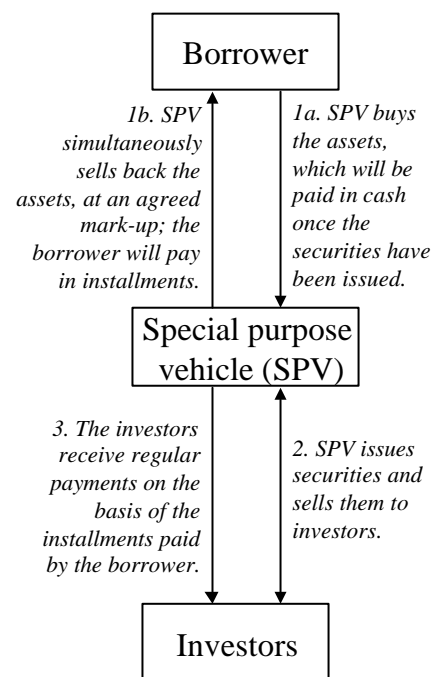 Borrower
1b. SPV
simultaneously
sells back the
assets, at an agreed
mark-up; the
borrower will pay
in installments.
1a. SPV buys
the assets,
which will be
paid in cash
once the
securities have
been issued.
Special purpose
vehicle (SPV)
3. The investors
receive regular
payments on the
basis of the
installments paid
by the borrower.
2. SPV issues
securities and
sells them to
investors.
Investors